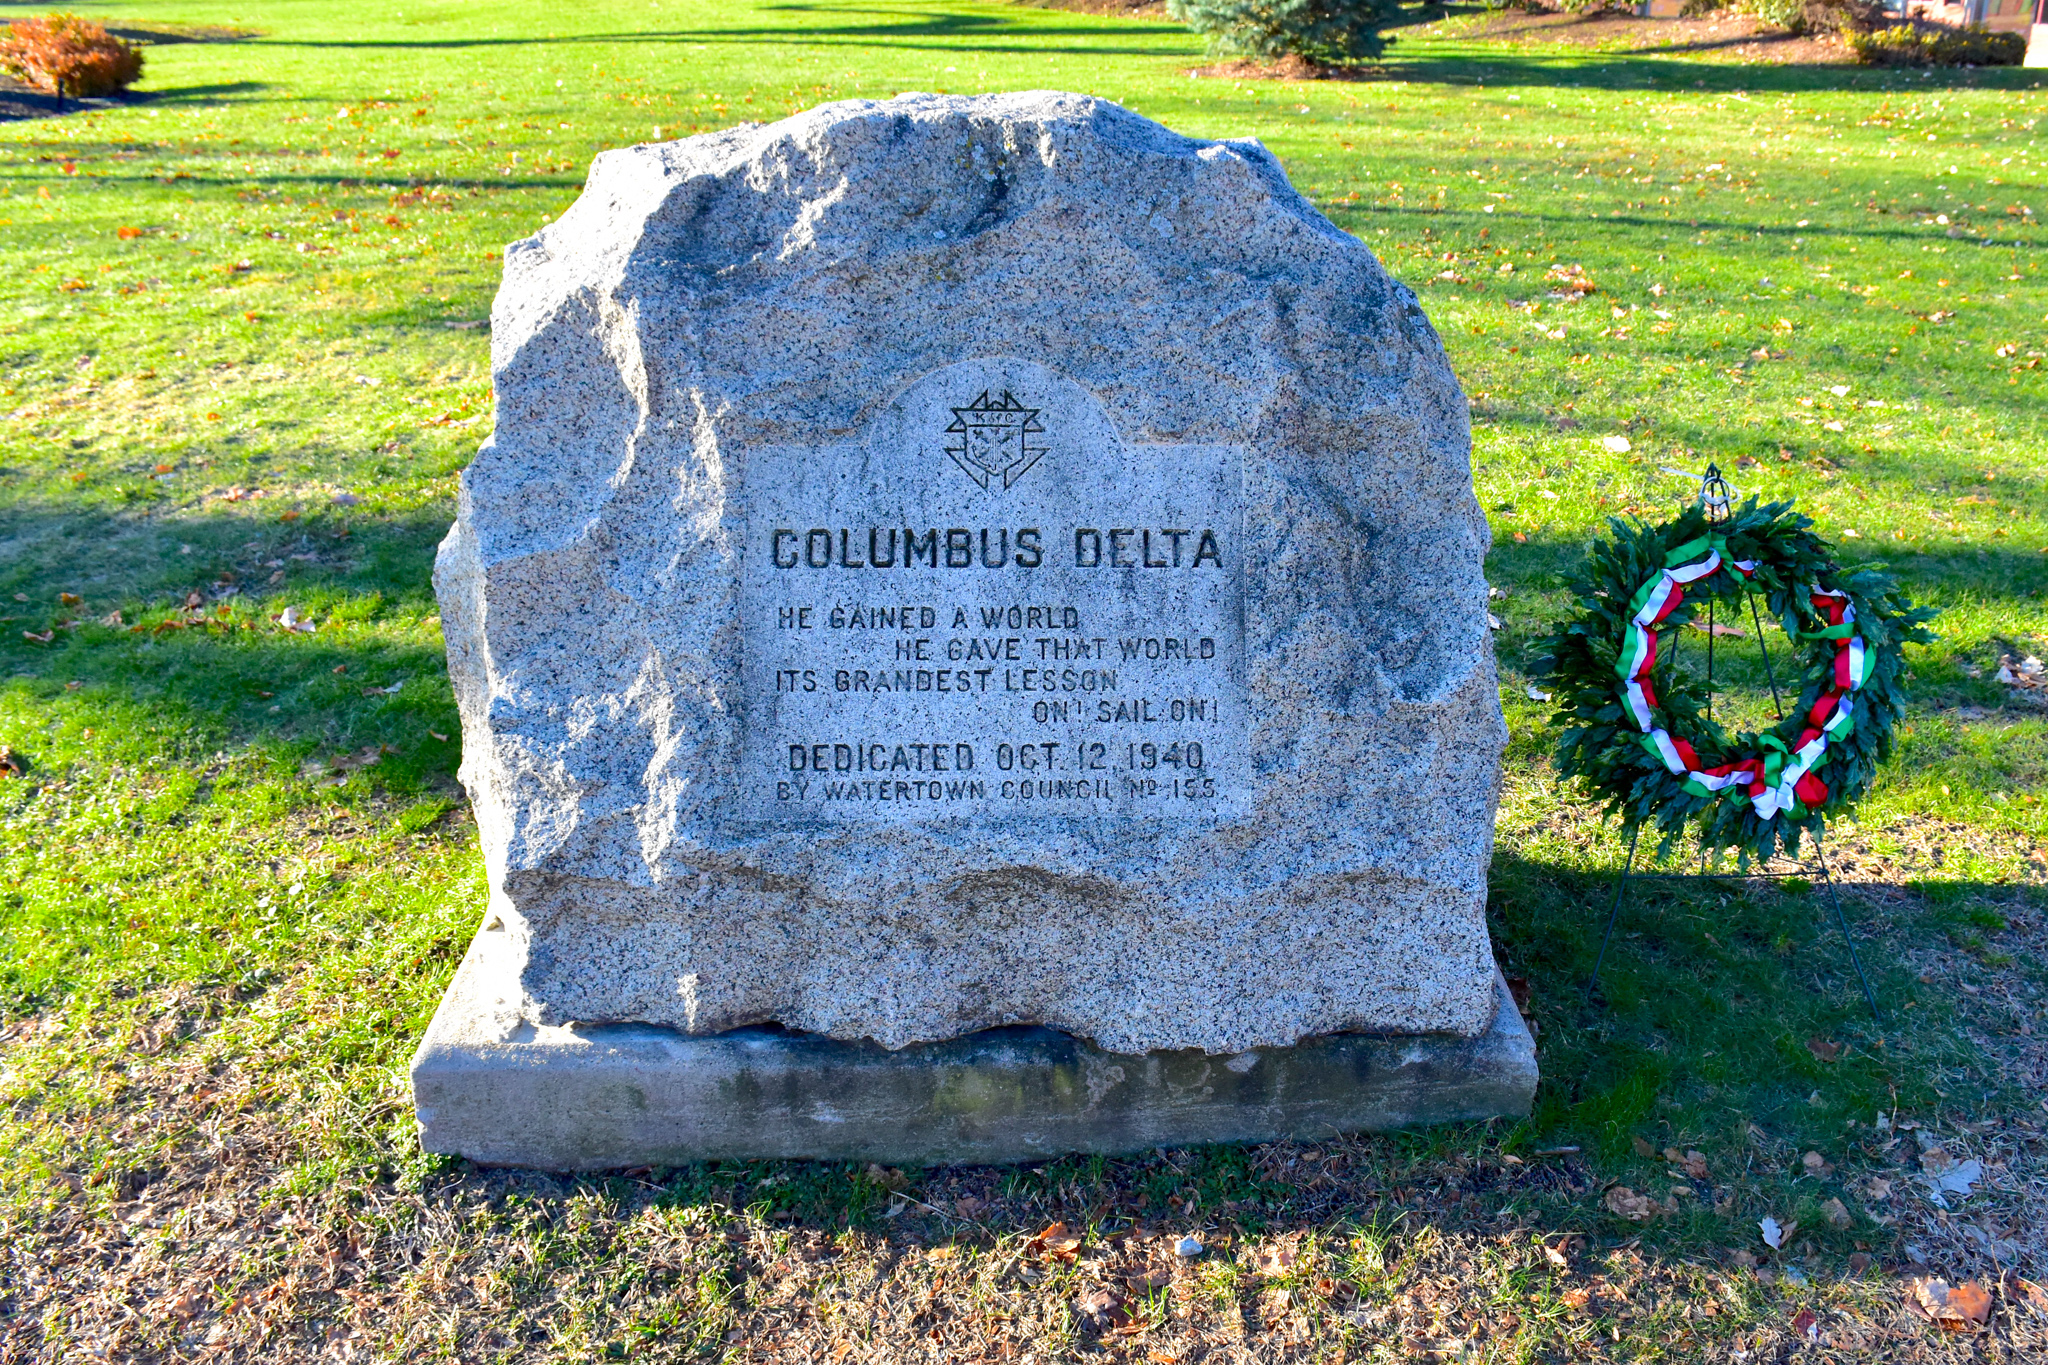 K of C
COLUMBUS DELTA
HE GAINED A WORLD
HE GAVE THAT WORLD
ITS GRANDEST LESSON
ON! SAIL ON!
DEDICATED OCT. 12, 1940
BY WATERTOWN COUNCIL Nº 155